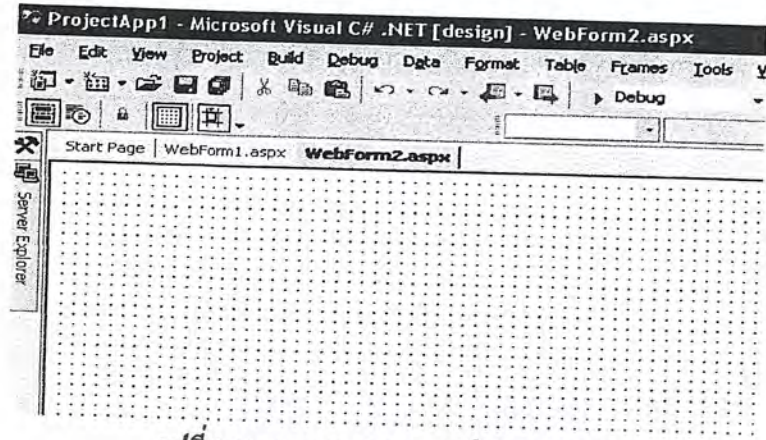 ProjectApp1 - Microsoft Visual C# .NET [design] - WebForm2.aspx
File Edit View Project Build Debug Data Format Table Frames Tools
Debug
Start Page | WebForm1.aspx WebForm2.aspx |
Server Explorer